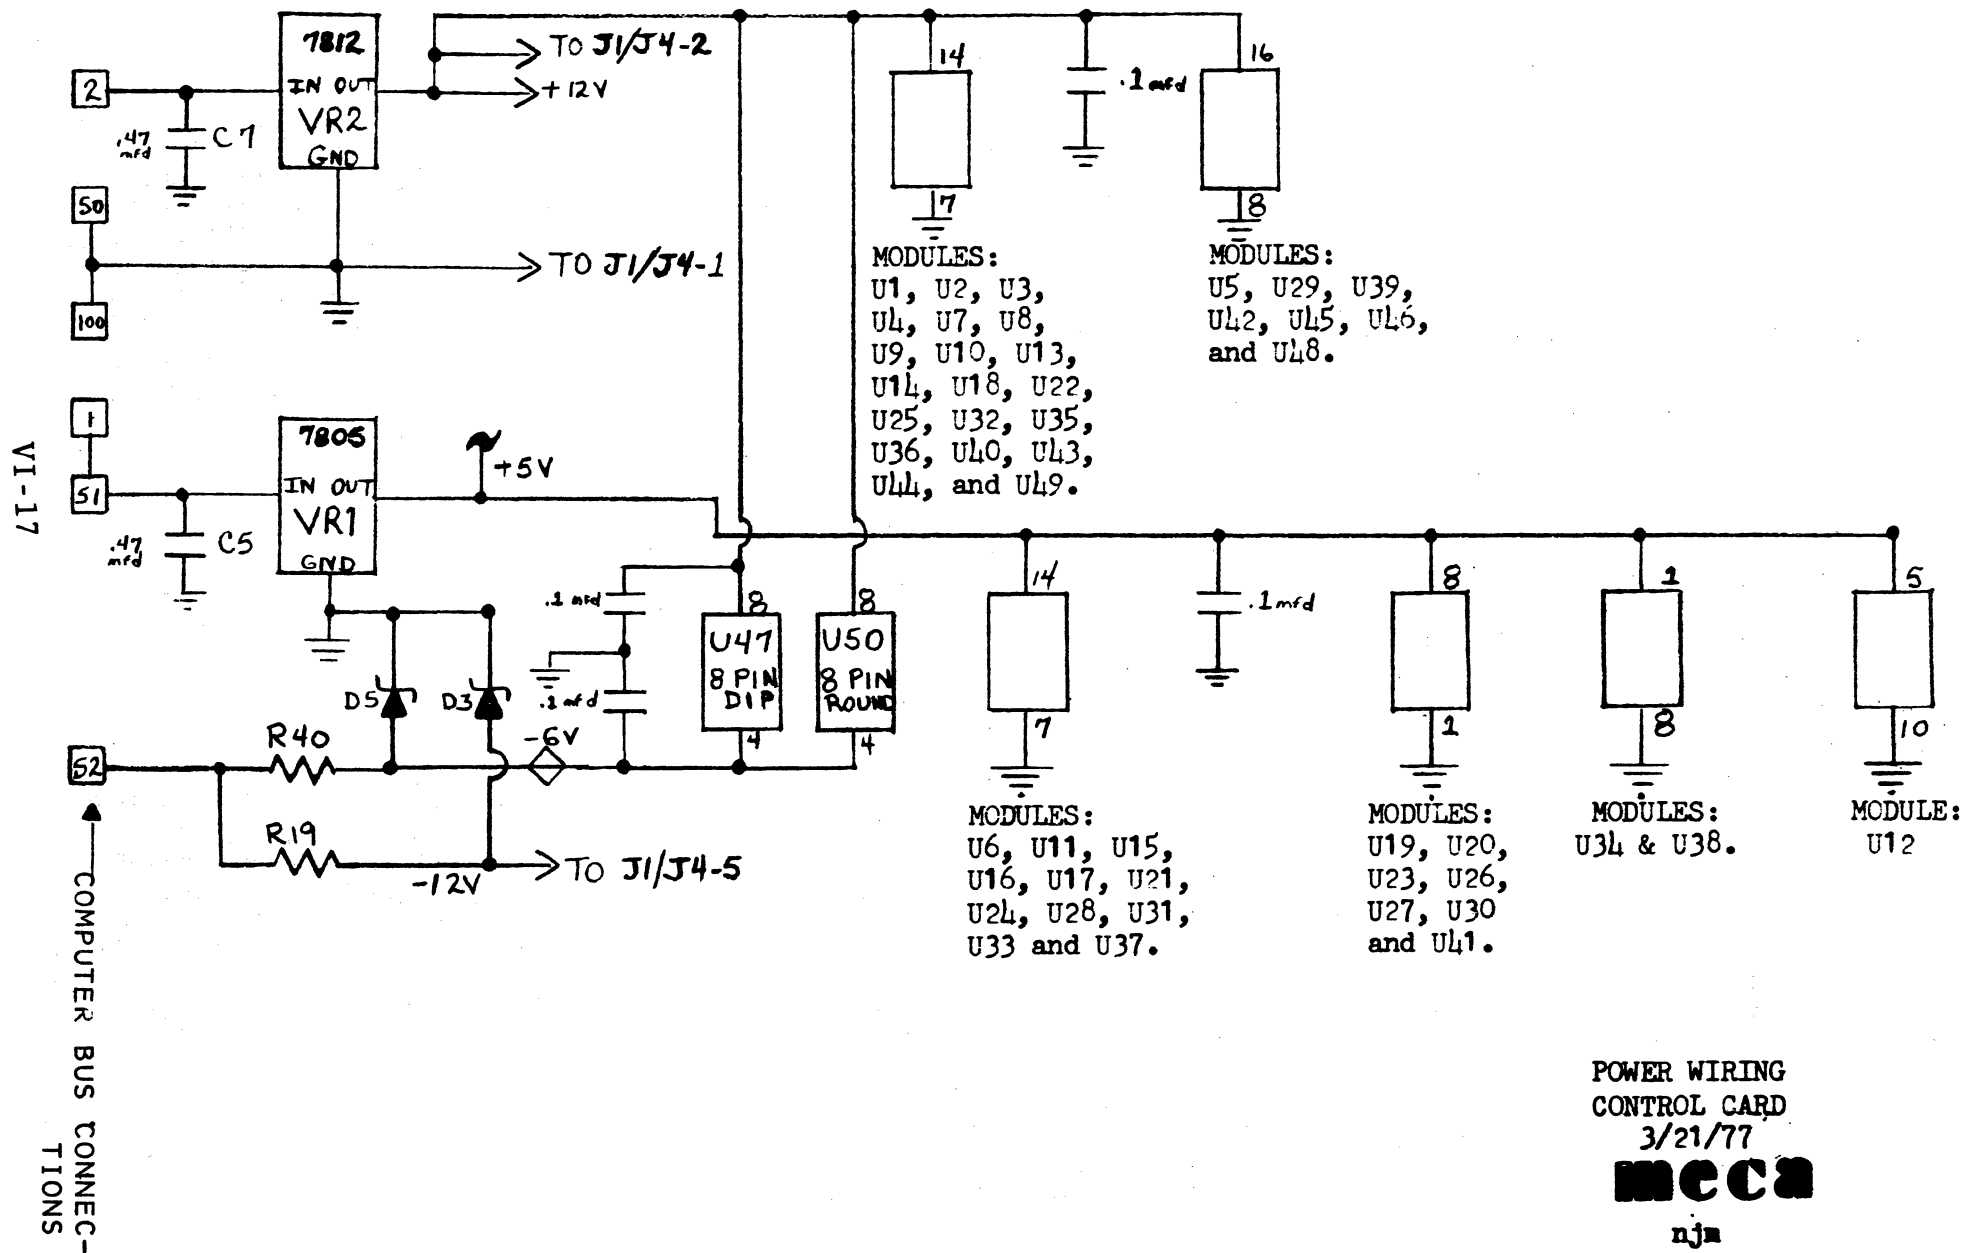 7812
IN OUT
VR2
GND
2
.47
mfd
C7
TO J1/J4-2
+12V
50
100
TO J1/J4-1
14
7
.1mfd
16
8
MODULES:
U1, U2, U3,
U4, U7, U8,
U9, U10, U13,
U14, U18, U22,
U25, U32, U35,
U36, U40, U43,
U44, and U49.
MODULES:
U5, U29, U39,
U42, U45, U46,
and U48.
1
51
7805
IN OUT
VR1
GND
.47
mfd
C5
+5V
VI-17
.1 mfd
.1 mfd
D5
D3
8
U47
8 PIN
DIP
4
8
U50
8 PIN
ROUND
4
R40
-6V
52
R19
-12V
TO J1/J4-5
14
7
.1mfd
8
1
1
8
5
10
MODULES:
U6, U11, U15,
U16, U17, U21,
U24, U28, U31,
U33 and U37.
MODULES:
U19, U20,
U23, U26,
U27, U30
and U41.
MODULES:
U34 & U38.
MODULE:
U12
COMPUTER BUS CONNEC-
TIONS
POWER WIRING
CONTROL CARD
3/21/77
meca
njm